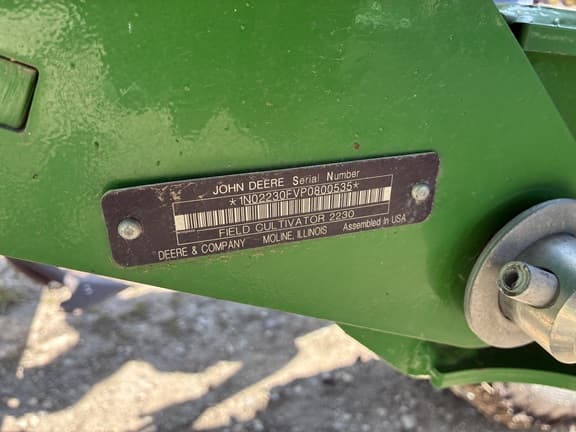 JOHN DEERE Serial Number
*1N02230FVP0800535*
FIELD CULTIVATOR 2230
DEERE & COMPANY MOLINE, ILLINOIS Assembled in USA